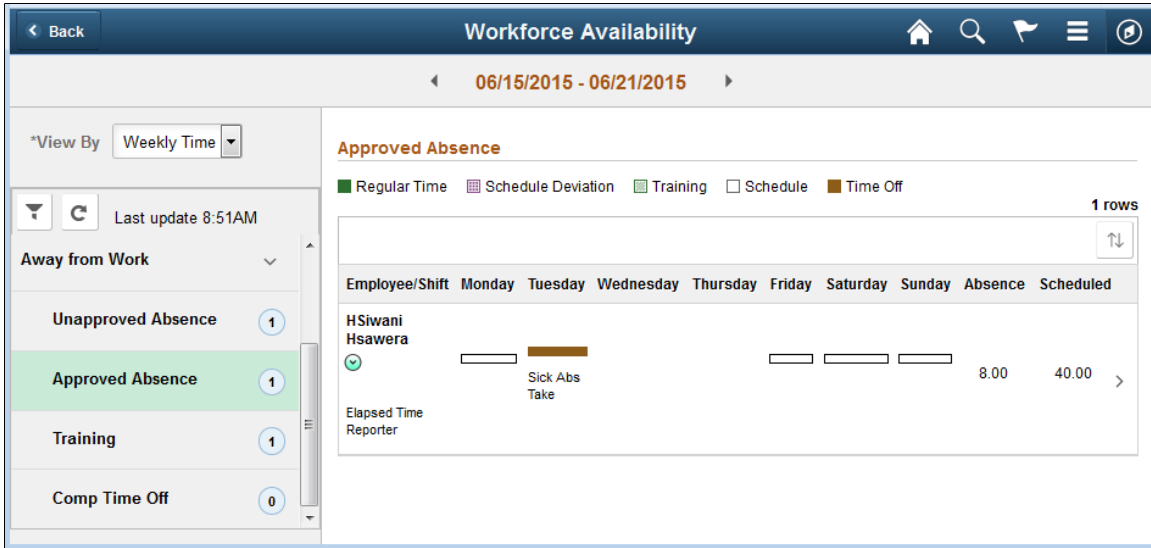 Back
Workforce Availability
06/15/2015 - 06/21/2015
*View By Weekly Time
Last update 8:51AM
Away from Work
Unapproved Absence 1
Approved Absence 1
Training 1
Comp Time Off 0
Approved Absence
Regular Time Schedule Deviation Training Schedule Time Off
1 rows
Employee/Shift Monday Tuesday Wednesday Thursday Friday Saturday Sunday Absence Scheduled
HSiwani
Hsawera
8.00 40.00
Sick Abs
Take
Elapsed Time
Reporter